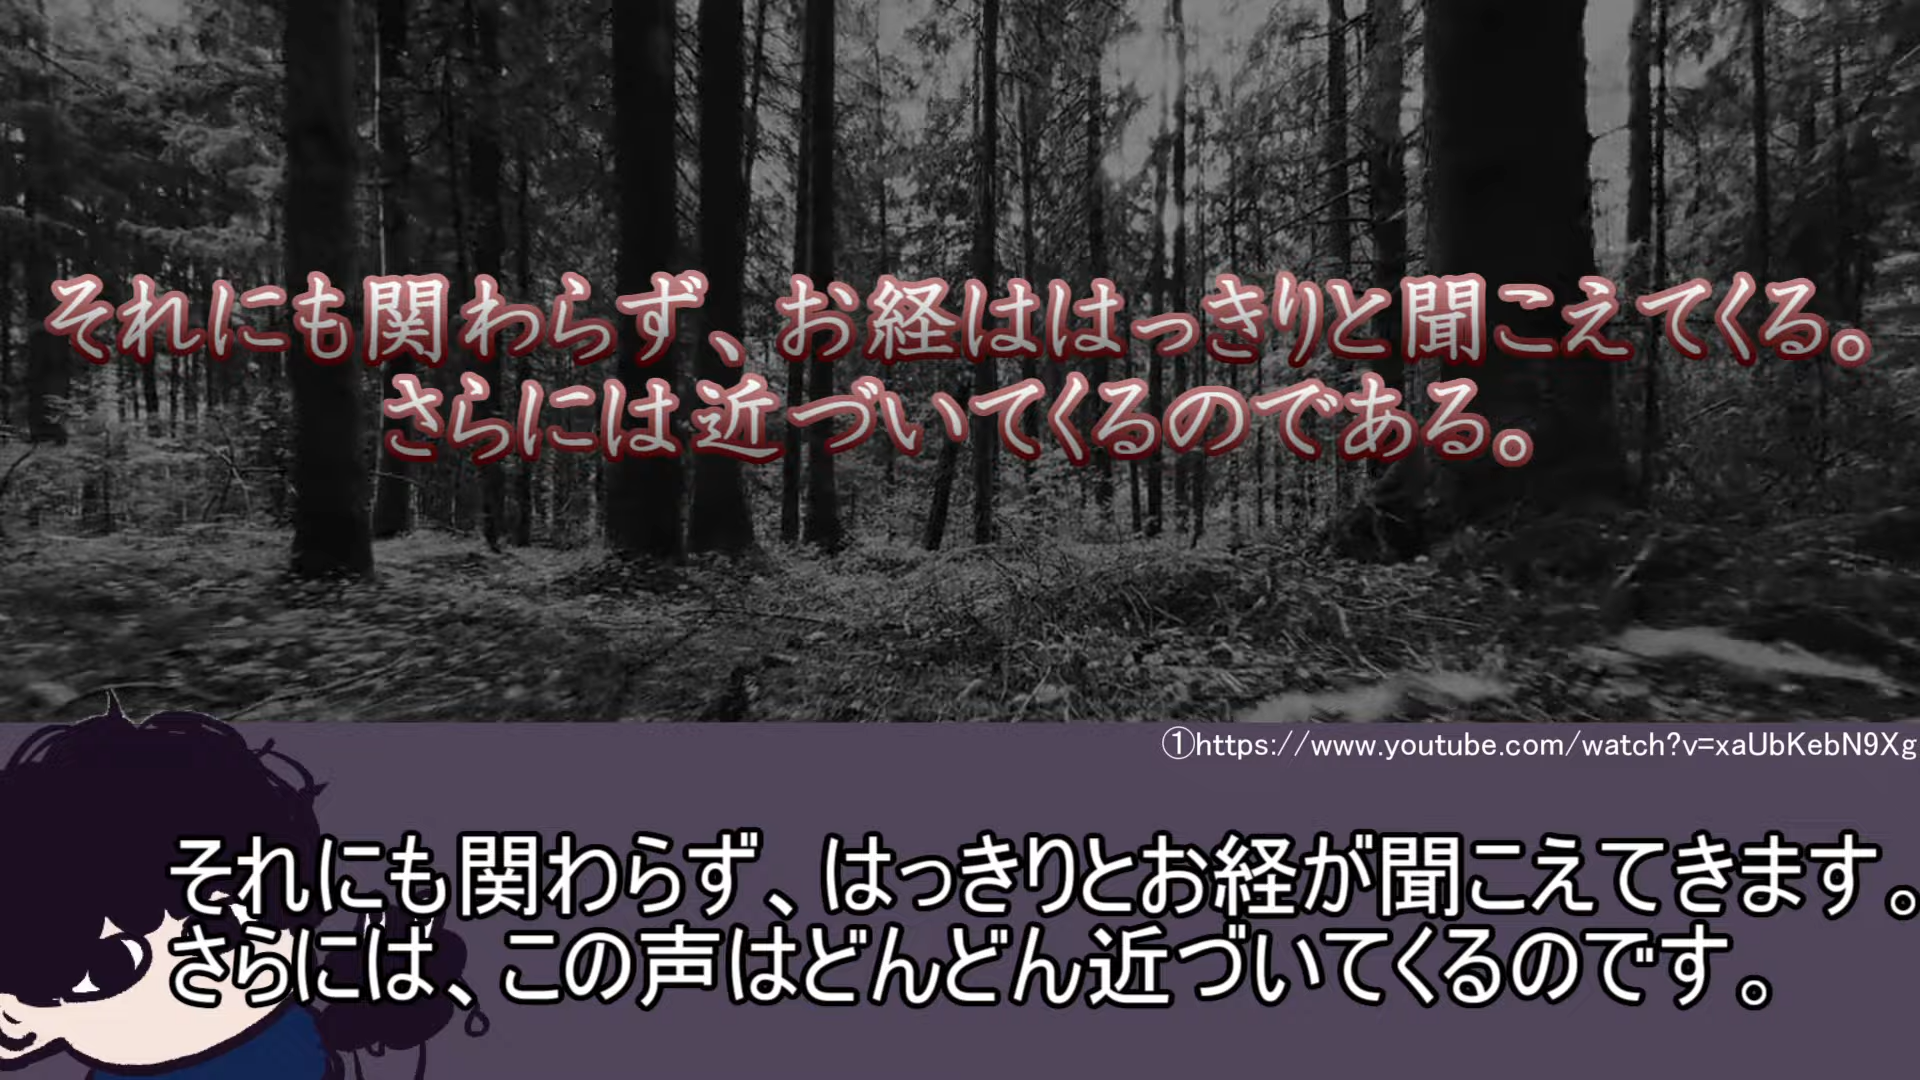 それにも関わらず、お経ははっきりと聞こえてくる。
さらには近づいてくるのである。
①https://www.youtube.com/watch?v=xaUbKebN9Xg
それにも関わらず、はっきりとお経が聞こえてきます。
さらには、この声はどんどん近づいてくるのです。